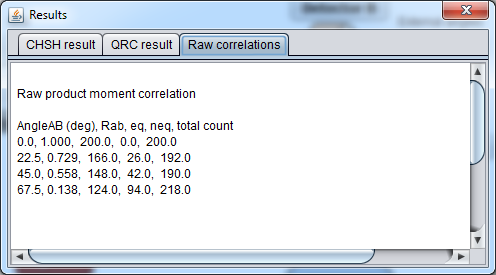 Results
CHSH result QRC result Raw correlations
Raw product moment correlation
AngleAB (deg), Rab, eq, neq, total count
0.0, 1.000, 200.0, 0.0, 200.0
22.5, 0.729, 166.0, 26.0, 192.0
45.0, 0.558, 148.0, 42.0, 190.0
67.5, 0.138, 124.0, 94.0, 218.0